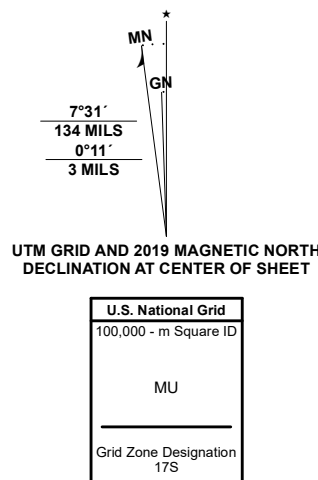 ★
MN
GN
7°31´
134 MILS
0°11´
3 MILS
UTM GRID AND 2019 MAGNETIC NORTH
DECLINATION AT CENTER OF SHEET
U.S. National Grid
100,000 - m Square ID
MU
Grid Zone Designation
17S